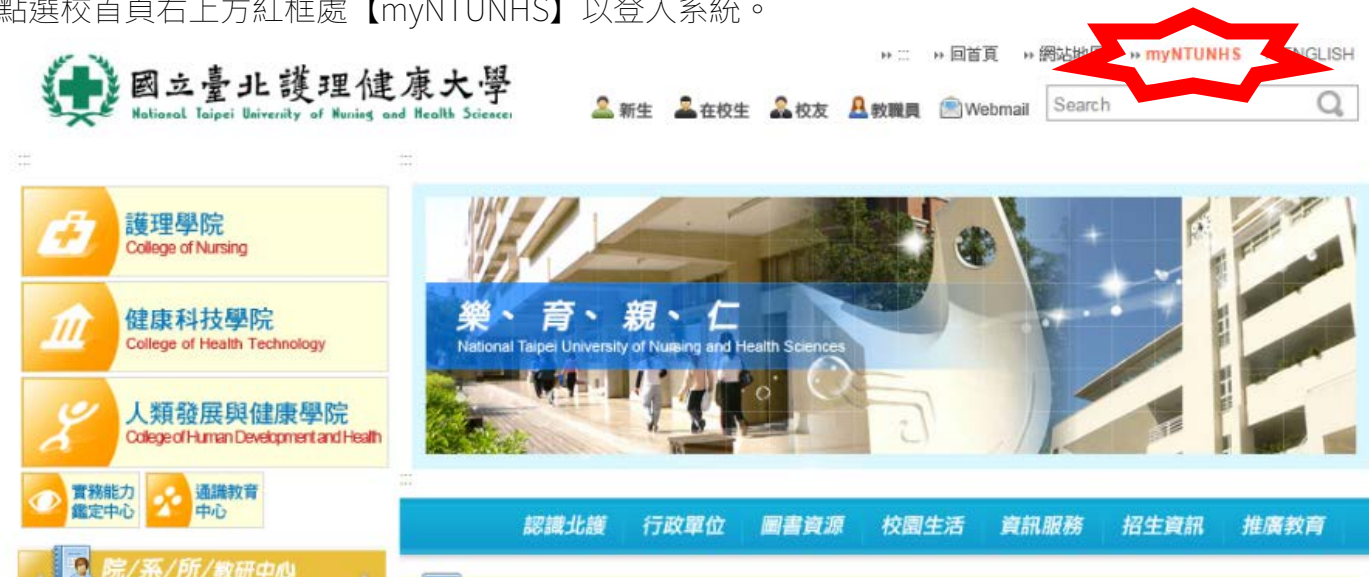 點選校首頁右上方紅框處【myNTUNHS】以登入系統。
回首頁 網站地 myNTUNHS
國立臺北護理健康大學
National Taipei University of Nursing and Health Sciences
新生 在校生 校友 教職員 Webmail Search
護理學院
College of Nursing
健康科技學院
College of Health Technology
人類發展與健康學院
College of Human Development and Health
實務能力鑑定中心
通識教育中心
樂、育、親、仁
National Taipei University of Nursing and Health Sciences
認識北護 行政單位 圖書資源 校園生活 資訊服務 招生資訊 推廣教育
院/系/所/教研中心